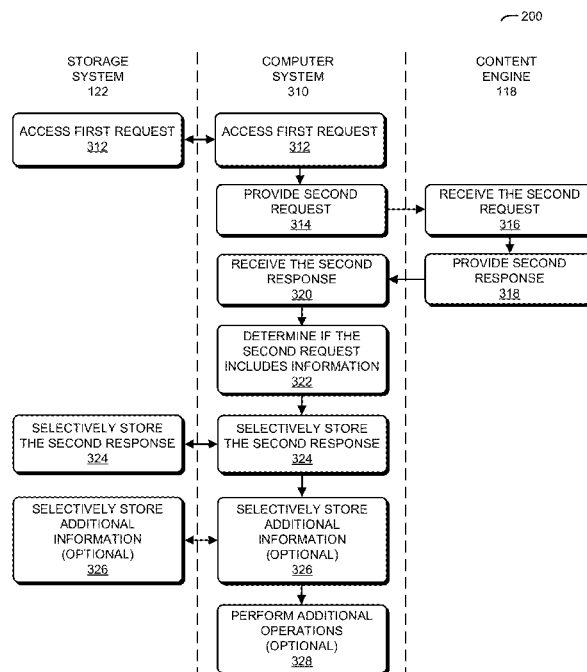 200
STORAGE
SYSTEM
122
COMPUTER
SYSTEM
310
CONTENT
ENGINE
118
ACCESS FIRST REQUEST
312
ACCESS FIRST REQUEST
312
PROVIDE SECOND
REQUEST
314
RECEIVE THE SECOND
REQUEST
316
RECEIVE THE SECOND
RESPONSE
320
PROVIDE SECOND
RESPONSE
318
DETERMINE IF THE
SECOND REQUEST
INCLUDES INFORMATION
322
SELECTIVELY STORE
THE SECOND RESPONSE
324
SELECTIVELY STORE
THE SECOND RESPONSE
324
SELECTIVELY STORE
ADDITIONAL
INFORMATION
(OPTIONAL)
326
SELECTIVELY STORE
ADDITIONAL
INFORMATION
(OPTIONAL)
326
PERFORM ADDITIONAL
OPERATIONS
(OPTIONAL)
328